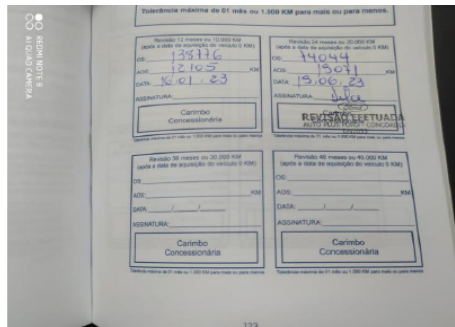 Tolerância máxima de 01 mês ou 1.300 KM para mais ou para menos.
Revisão 12 meses ou 10.000 KM
(após a data da aquisição do veículo 0 KM)
OS: 138776
AOS: 12105 KM
DATA: 16.01.23
ASSINATURA:
Carimbo
Concessionária
Revisão 24 meses ou 20.000 KM
(após a data de aquisição do veículo 0 KM)
OS: 74044
AOS: 19071 KM
DATA: 19.06.23
ASSINATURA:
REVISÃO EFETUADA
Revisão 36 meses ou 30.000 KM
(após a data de aquisição do veículo 0 KM)
OS:
AOS: KM
DATA: / /
ASSINATURA:
Carimbo
Concessionária
Revisão 48 meses ou 40.000 KM
(após a data de aquisição do veículo 0 KM)
OS:
AOS: KM
DATA: / /
ASSINATURA:
Carimbo
Concessionária
REDMI NOTE 8
AI QUAD CAMERA